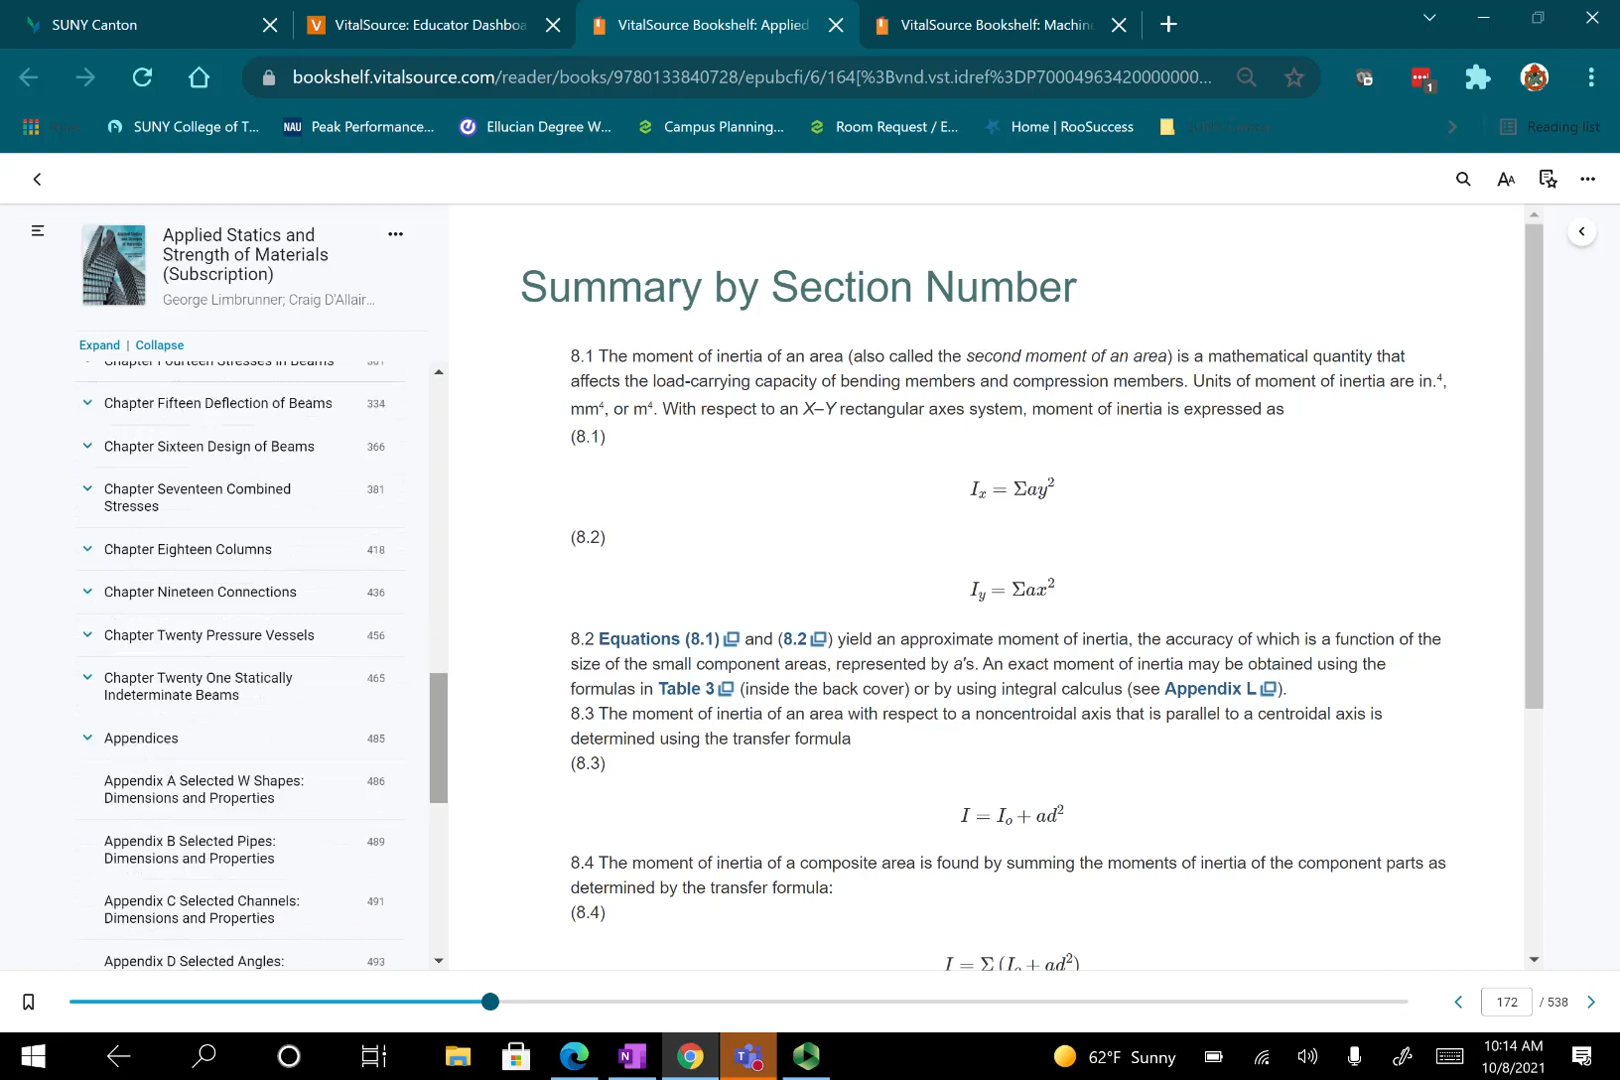 SUNY Canton
VitalSource: Educator Dashboa
VitalSource Bookshelf: Applied
VitalSource Bookshelf: Machin
bookshelf.vitalsource.com/reader/books/9780133840728/epubcfi/6/164[%3Bvnd.vst.idref%3DP70004963420000000...
1
SUNY College of T...
NAU Peak Performance...
Ellucian Degree W...
Campus Planning,...
Room Request / E...
Home | RooSuccess
Reading list
Applied Statics and
Strength of Materials
(Subscription)
George Limbrunner; Craig D'Allair...
Expand | Collapse
Chapter Fourteen Stresses in Beams 301
Chapter Fifteen Deflection of Beams 334
Chapter Sixteen Design of Beams 366
Chapter Seventeen Combined 381
Stresses
Chapter Eighteen Columns 418
Chapter Nineteen Connections 436
Chapter Twenty Pressure Vessels 456
Chapter Twenty One Statically 465
Indeterminate Beams
Appendices 485
Appendix A Selected W Shapes: 486
Dimensions and Properties
Appendix B Selected Pipes: 489
Dimensions and Properties
Appendix C Selected Channels: 491
Dimensions and Properties
Appendix D Selected Angles: 493
Summary by Section Number
8.1 The moment of inertia of an area (also called the second moment of an area) is a mathematical quantity that
affects the load-carrying capacity of bending members and compression members. Units of moment of inertia are in.⁴,
mm⁴, or m⁴. With respect to an X–Y rectangular axes system, moment of inertia is expressed as
(8.1)
Iₓ = Σay²
(8.2)
I_y = Σax²
8.2 Equations (8.1) and (8.2) yield an approximate moment of inertia, the accuracy of which is a function of the
size of the small component areas, represented by a's. An exact moment of inertia may be obtained using the
formulas in Table 3 (inside the back cover) or by using integral calculus (see Appendix L).
8.3 The moment of inertia of an area with respect to a noncentroidal axis that is parallel to a centroidal axis is
determined using the transfer formula
(8.3)
I = Iₒ + ad²
8.4 The moment of inertia of a composite area is found by summing the moments of inertia of the component parts as
determined by the transfer formula:
(8.4)
I = Σ (Iₒ + ad²)
172 / 538
62°F Sunny
10:14 AM
10/8/2021